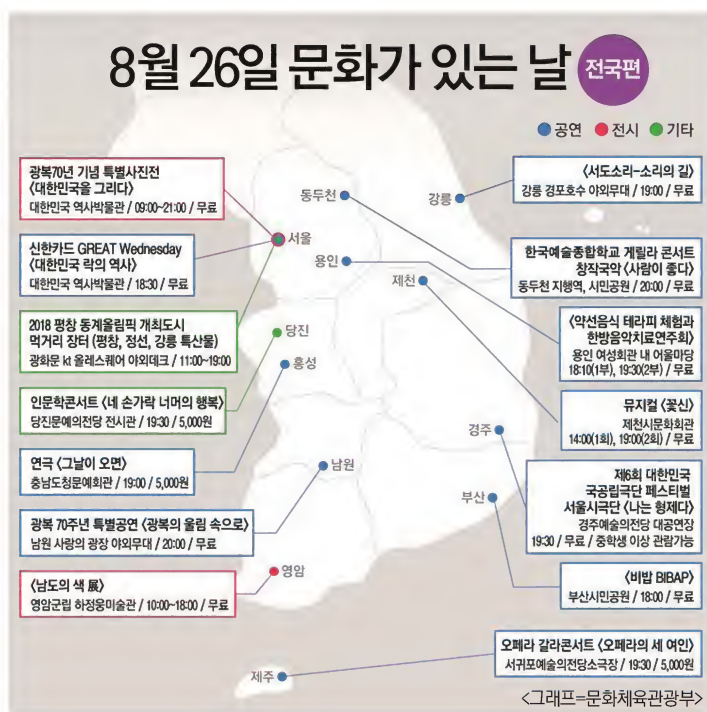 8월 26일 문화가 있는 날 전국편
공연 전시 기타
광복70년 기념 특별사진전
〈대한민국을 그리다〉
대한민국 역사박물관 / 09:00~21:00 / 무료
신한카드 GREAT Wednesday
〈대한민국 락의 역사〉
대한민국 역사박물관 / 18:30 / 무료
2018 평창 동계올림픽 개최도시
먹거리 장터 (평창, 정선, 강릉 특산물)
광화문 kt 올레스퀘어 야외데크 / 11:00~19:00
인문학콘서트 〈네 손가락 너머의 행복〉
당진문예의전당 전시관 / 19:30 / 5,000원
연극 〈그날이 오면〉
충남도청문예회관 / 19:00 / 5,000원
광복 70주년 특별공연 〈광복의 울림 속으로〉
남원 사랑의 광장 야외무대 / 20:00 / 무료
〈남도의 색 展〉
영암군립 하정웅미술관 / 10:00~18:00 / 무료
동두천
강릉
서울
용인
제천
당진
홍성
경주
남원
부산
영암
제주
〈서도소리-소리의 길〉
강릉 경포호수 야외무대 / 19:00 / 무료
한국예술종합학교 게릴라 콘서트
창작국악 〈사람이 좋다〉
동두천 지행역, 시민공원 / 20:00 / 무료
〈약선음식 테라피 체험과
한방음악치료연주회〉
용인 여성회관 내 어울마당
18:10(1부), 19:30(2부) / 무료
뮤지컬 〈꽃신〉
제천시문화회관
14:00(1회), 19:00(2회) / 무료
제6회 대한민국
국공립극단 페스티벌
서울시극단 〈나는 형제다〉
경주예술의전당 대공연장
19:30 / 무료 / 중학생 이상 관람가능
〈비밥 BIBAP〉
부산시민공원 / 18:00 / 무료
오페라 갈라콘서트 〈오페라의 세 여인〉
서귀포예술의전당소극장 / 19:30 / 5,000원
<그래프=문화체육관광부>